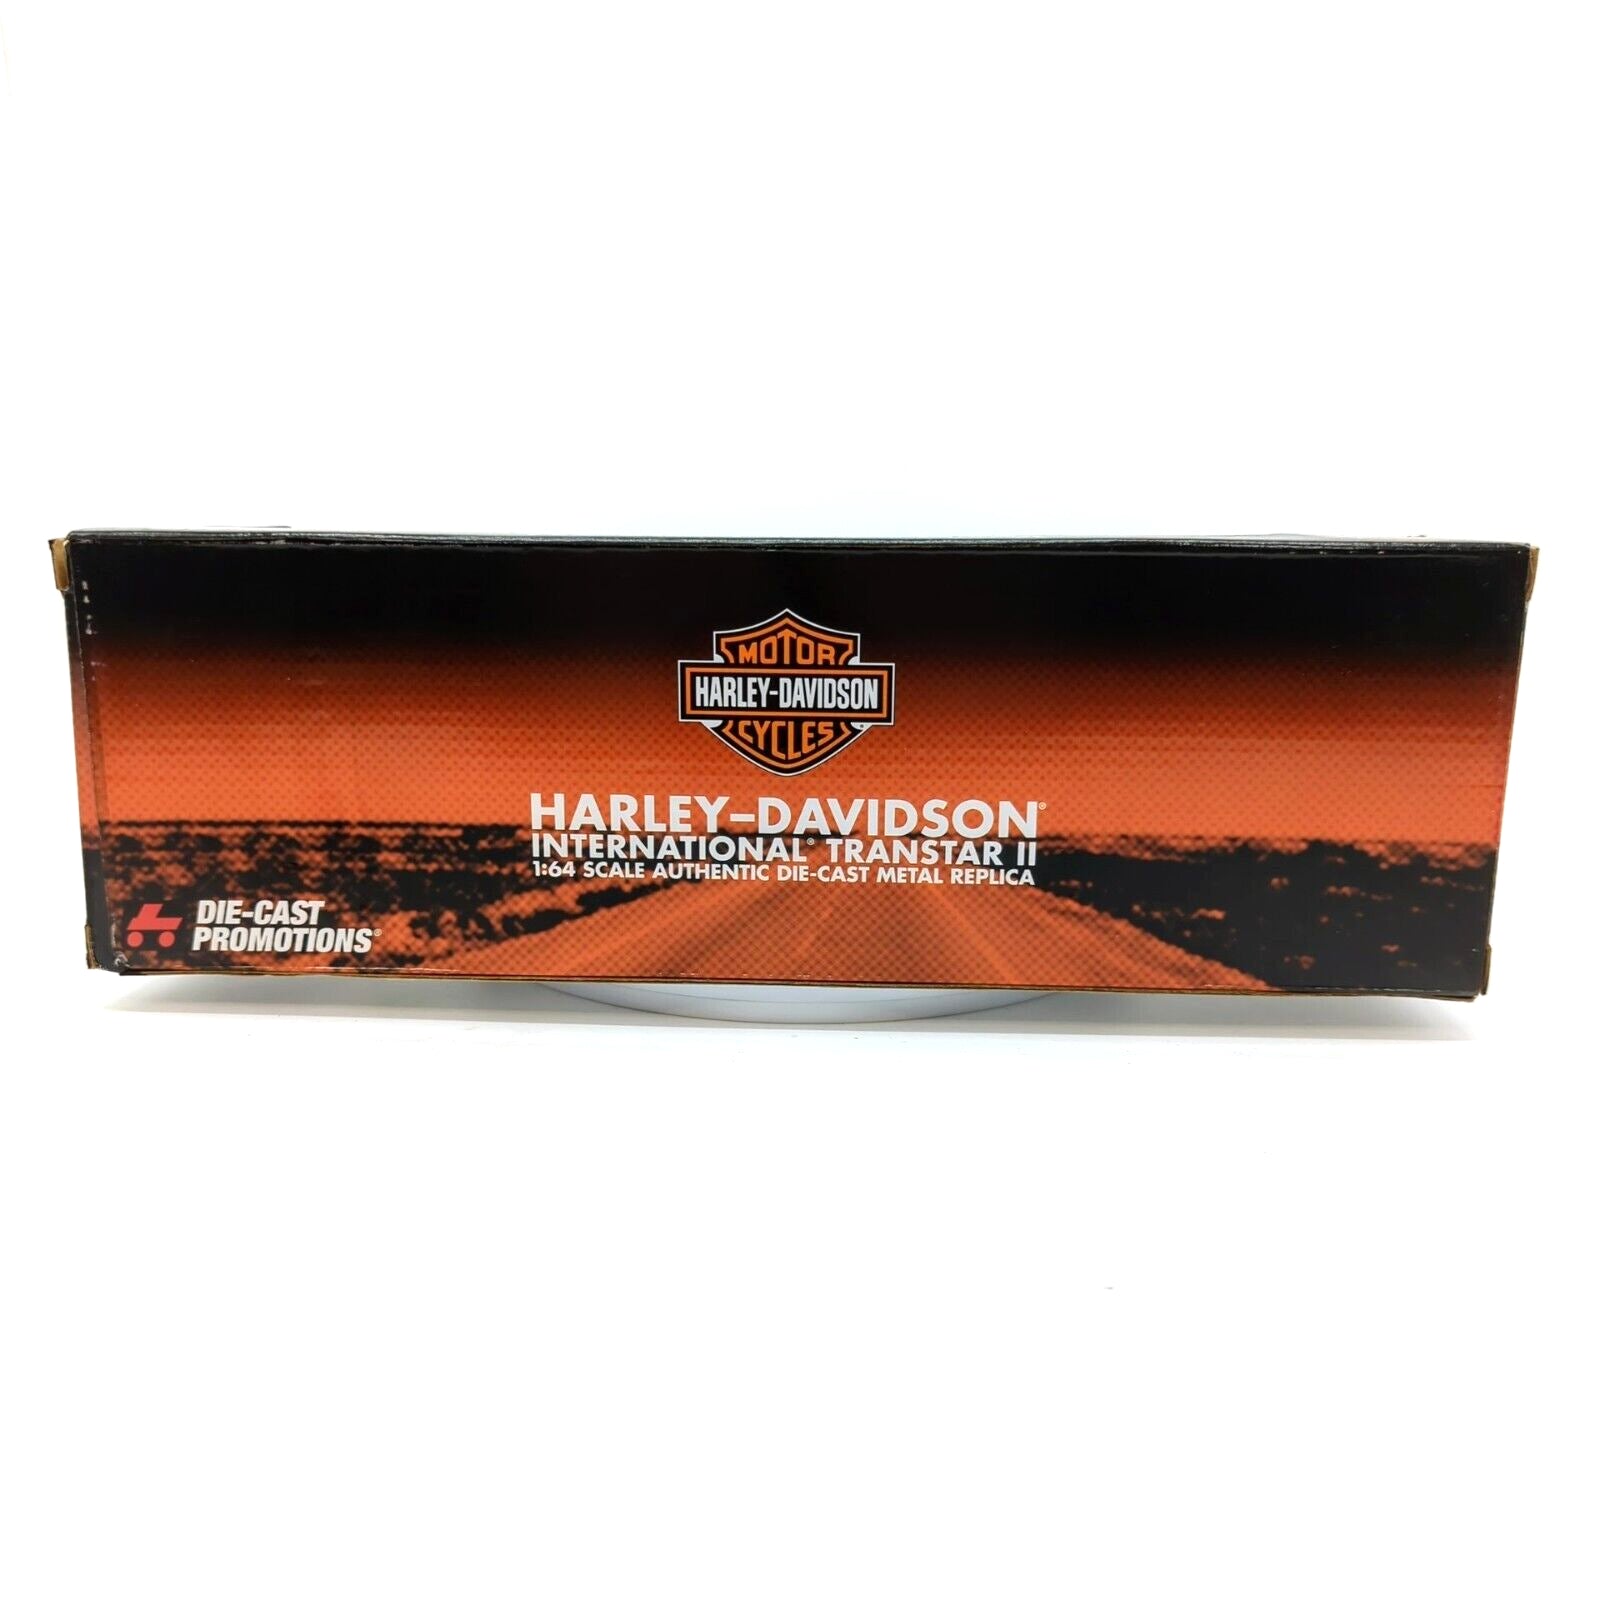 MOTOR
HARLEY-DAVIDSON
CYCLES
HARLEY-DAVIDSON®
INTERNATIONAL® TRANSTAR II
1:64 SCALE AUTHENTIC DIE-CAST METAL REPLICA
DIE-CAST
PROMOTIONS®